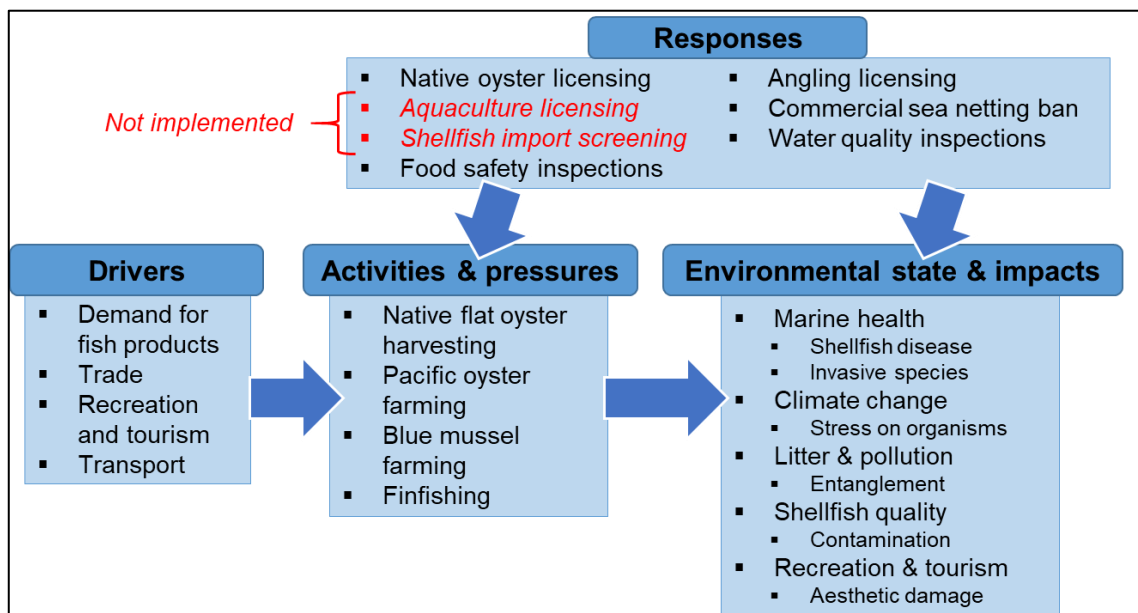 Responses
▪ Native oyster licensing
▪ Aquaculture licensing
▪ Shellfish import screening
▪ Food safety inspections
▪ Angling licensing
▪ Commercial sea netting ban
▪ Water quality inspections
Not implemented
Drivers
▪ Demand for
fish products
▪ Trade
▪ Recreation
and tourism
▪ Transport
Activities & pressures
▪ Native flat oyster
harvesting
▪ Pacific oyster
farming
▪ Blue mussel
farming
▪ Finfishing
Environmental state & impacts
▪ Marine health
▪ Shellfish disease
▪ Invasive species
▪ Climate change
▪ Stress on organisms
▪ Litter & pollution
▪ Entanglement
▪ Shellfish quality
▪ Contamination
▪ Recreation & tourism
▪ Aesthetic damage